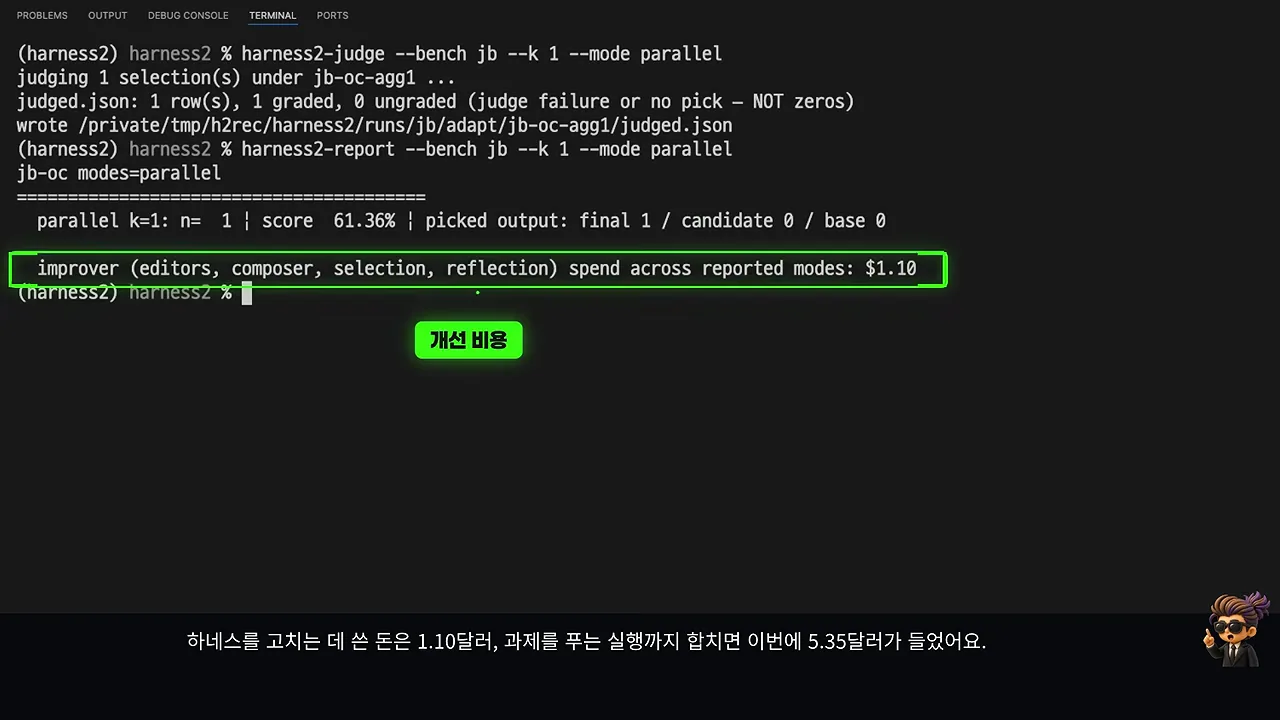 PROBLEMS OUTPUT DEBUG CONSOLE TERMINAL PORTS
(harness2) harness2 % harness2-judge --bench jb --k 1 --mode parallel
judging 1 selection(s) under jb-oc-agg1 ...
judged.json: 1 row(s), 1 graded, 0 ungraded (judge failure or no pick — NOT zeros)
wrote /private/tmp/h2rec/harness2/runs/jb/adapt/jb-oc-agg1/judged.json
(harness2) harness2 % harness2-report --bench jb --k 1 --mode parallel
jb-oc modes=parallel
========================================
parallel k=1: n= 1 | score 61.36% | picked output: final 1 / candidate 0 / base 0
improver (editors, composer, selection, reflection) spend across reported modes: $1.10
(harness2) harness2 %
개선 비용
하네스를 고치는 데 쓴 돈은 1.10달러, 과제를 푸는 실행까지 합치면 이번에 5.35달러가 들었어요.